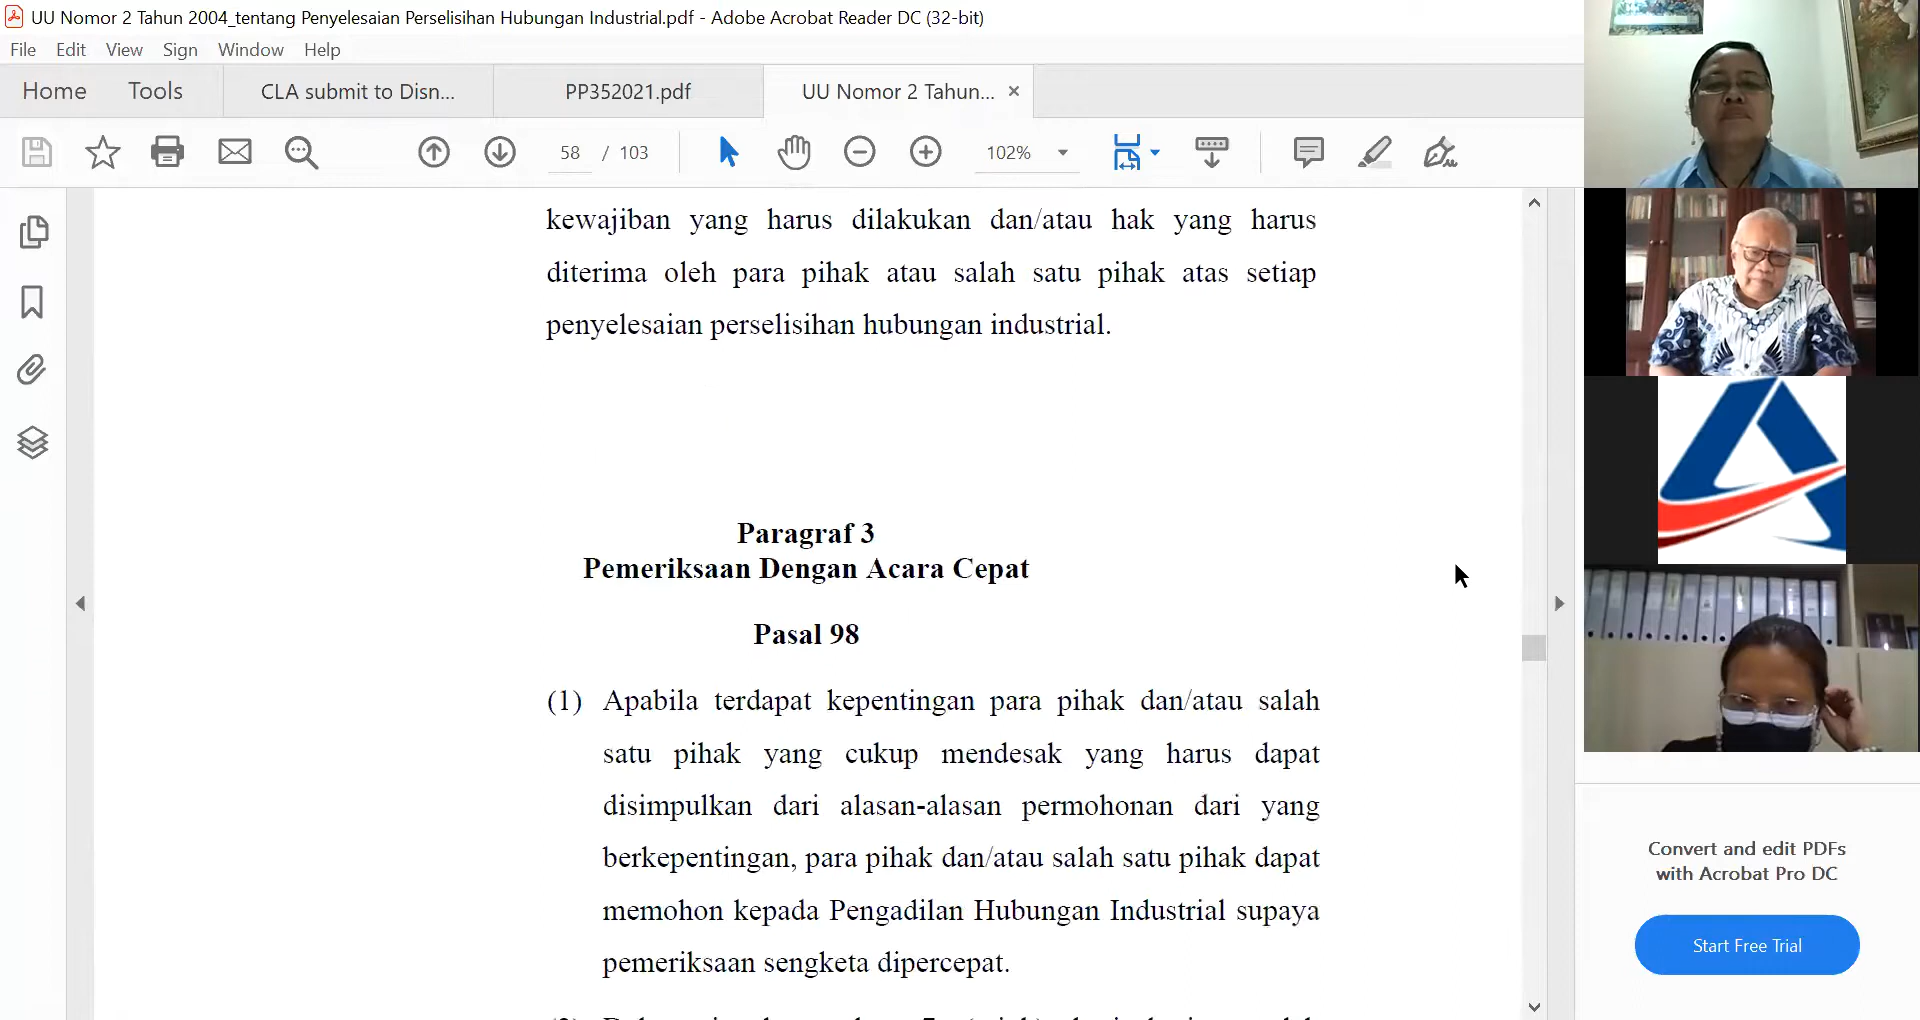 UU Nomor 2 Tahun 2004_tentang Penyelesaian Perselisihan Hubungan Industrial.pdf - Adobe Acrobat Reader DC (32-bit)
File Edit View Sign Window Help
Home Tools CLA submit to Disn... PP352021.pdf UU Nomor 2 Tahun... ×
58 / 103 102%
kewajiban yang harus dilakukan dan/atau hak yang harus
diterima oleh para pihak atau salah satu pihak atas setiap
penyelesaian perselisihan hubungan industrial.
Paragraf 3
Pemeriksaan Dengan Acara Cepat
Pasal 98
(1) Apabila terdapat kepentingan para pihak dan/atau salah
satu pihak yang cukup mendesak yang harus dapat
disimpulkan dari alasan-alasan permohonan dari yang
berkepentingan, para pihak dan/atau salah satu pihak dapat
memohon kepada Pengadilan Hubungan Industrial supaya
pemeriksaan sengketa dipercepat.
Convert and edit PDFs
with Acrobat Pro DC
Start Free Trial